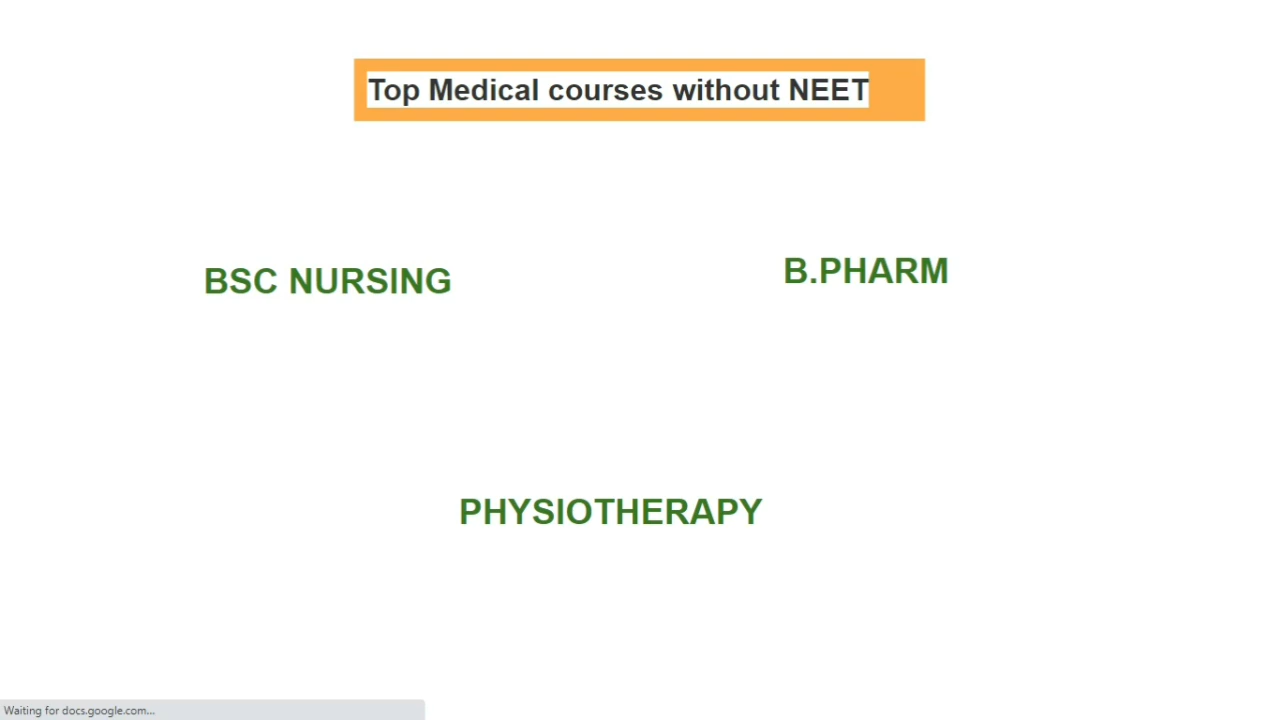 Top Medical courses without NEET
BSC NURSING
B.PHARM
PHYSIOTHERAPY
Waiting for docs.google.com...